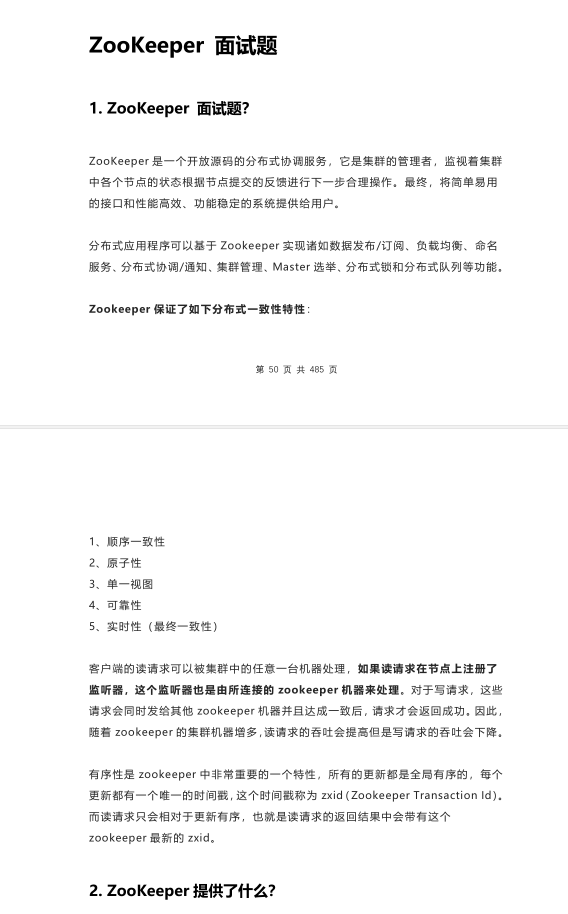 ZooKeeper 面试题
1. ZooKeeper 面试题？
ZooKeeper 是一个开放源码的分布式协调服务，它是集群的管理者，监视着集群
中各个节点的状态根据节点提交的反馈进行下一步合理操作。最终，将简单易用
的接口和性能高效、功能稳定的系统提供给用户。
分布式应用程序可以基于 Zookeeper 实现诸如数据发布/订阅、负载均衡、命名
服务、分布式协调/通知、集群管理、Master 选举、分布式锁和分布式队列等功能。
Zookeeper 保证了如下分布式一致性特性：
第 50 页 共 485 页
1、顺序一致性
2、原子性
3、单一视图
4、可靠性
5、实时性（最终一致性）
客户端的读请求可以被集群中的任意一台机器处理，如果读请求在节点上注册了
监听器，这个监听器也是由所连接的 zookeeper 机器来处理。对于写请求，这些
请求会同时发给其他 zookeeper 机器并且达成一致后，请求才会返回成功。因此，
随着 zookeeper 的集群机器增多，读请求的吞吐会提高但是写请求的吞吐会下降。
有序性是 zookeeper 中非常重要的一个特性，所有的更新都是全局有序的，每个
更新都有一个唯一的时间戳，这个时间戳称为 zxid（Zookeeper Transaction Id）。
而读请求只会相对于更新有序，也就是读请求的返回结果中会带有这个
zookeeper 最新的 zxid。
2. ZooKeeper 提供了什么？